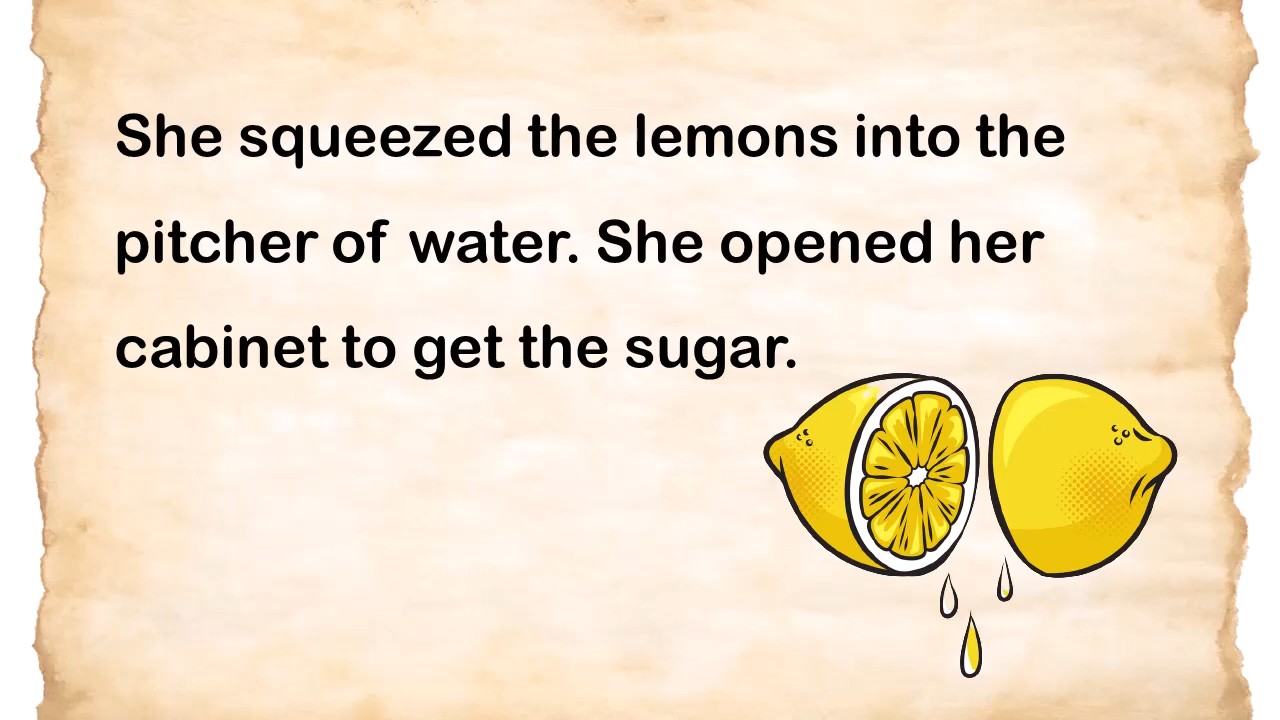 She squeezed the lemons into the
pitcher of water. She opened her
cabinet to get the sugar.